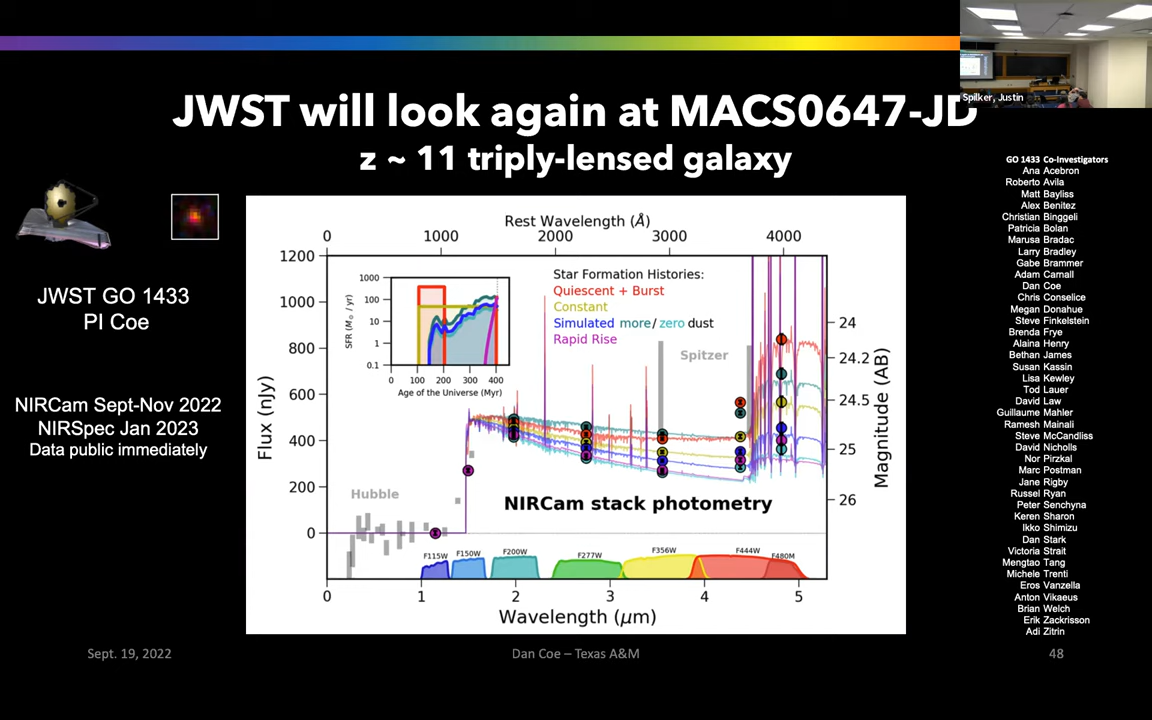 Spilker, Justin
JWST will look again at MACS0647-JD
z ~ 11 triply-lensed galaxy
JWST GO 1433
PI Coe
NIRCam Sept-Nov 2022
NIRSpec Jan 2023
Data public immediately
Rest Wavelength (Å)
0 1000 2000 3000 4000
1200
1000
800
600
400
200
0
Flux (nJy)
1000
100
10
1
0.1
SFR (M☉ / yr)
0 100 200 300 400
Age of the Universe (Myr)
Star Formation Histories:
Quiescent + Burst
Constant
Simulated more / zero dust
Rapid Rise
Spitzer
Hubble
NIRCam stack photometry
24
24.2
24.5
25
26
Magnitude (AB)
F115W F150W F200W F277W F356W F444W F480M
0 1 2 3 4 5
Wavelength (μm)
GO 1433 Co-Investigators
Ana Acebron
Roberto Avila
Matt Bayliss
Alex Benitez
Christian Binggeli
Patricia Bolan
Marusa Bradac
Larry Bradley
Gabe Brammer
Adam Carnall
Dan Coe
Chris Conselice
Megan Donahue
Steve Finkelstein
Brenda Frye
Alaina Henry
Bethan James
Susan Kassin
Lisa Kewley
Tod Lauer
David Law
Guillaume Mahler
Ramesh Mainali
Steve McCandliss
David Nicholls
Nor Pirzkal
Marc Postman
Jane Rigby
Russel Ryan
Peter Senchyna
Keren Sharon
Ikko Shimizu
Dan Stark
Victoria Strait
Mengtao Tang
Michele Trenti
Eros Vanzella
Anton Vikaeus
Brian Welch
Erik Zackrisson
Adi Zitrin
Sept. 19, 2022
Dan Coe – Texas A&M
48